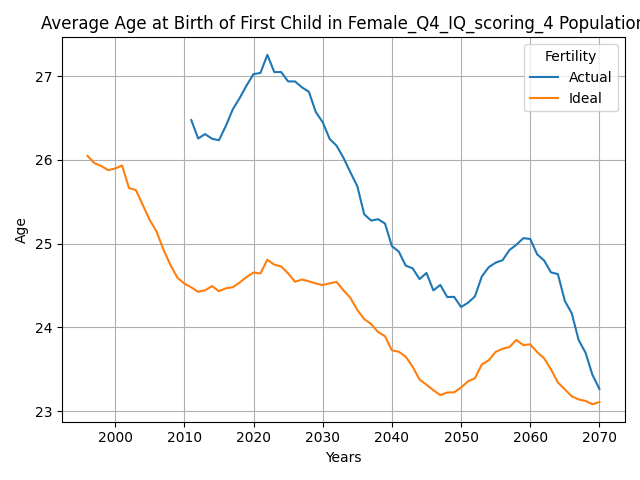 Average Age at Birth of First Child in Female_Q4_IQ_scoring_4 Population
Fertility
Actual
Ideal
27
26
25
24
23
Age
2000
2010
2020
2030
2040
2050
2060
2070
Years